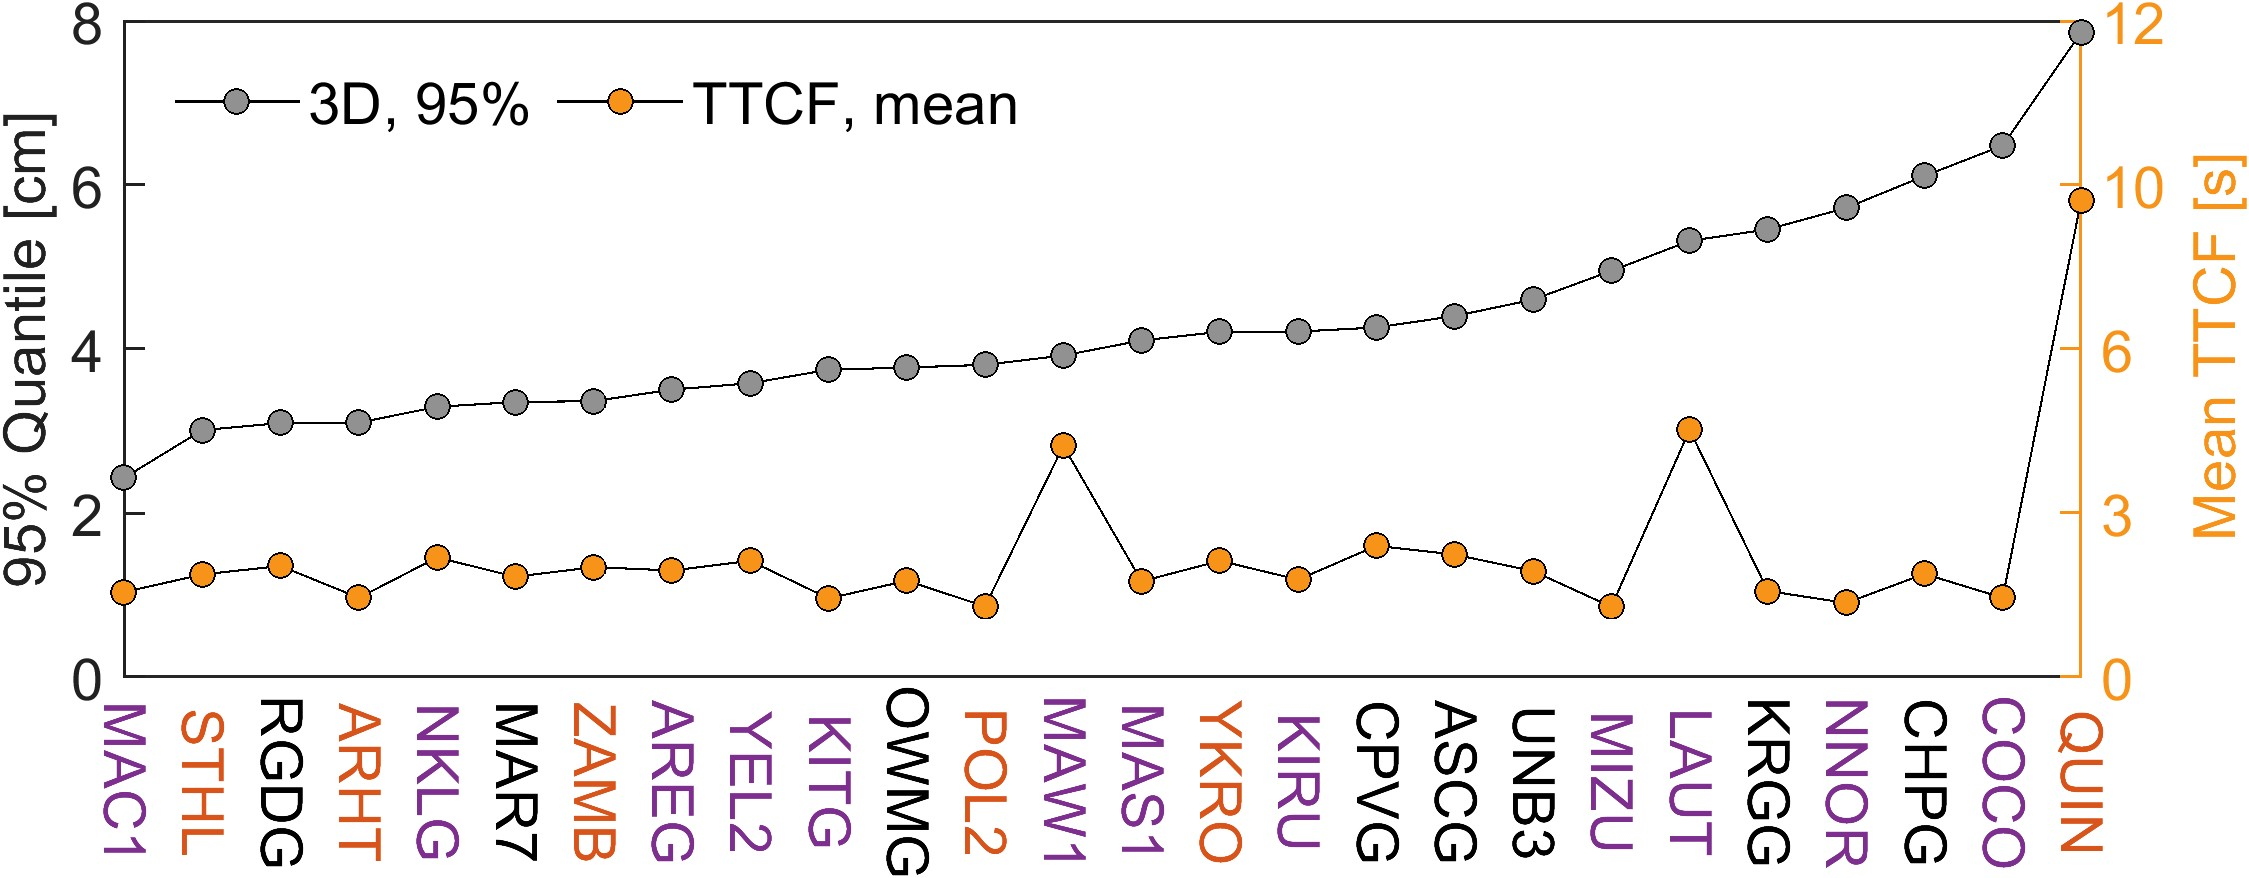 95% Quantile [cm]
8
6
4
2
0
3D, 95%
TTCF, mean
12
10
6
3
0
Mean TTCF [s]
MAC1
STHL
RGDG
ARHT
NKLG
MAR7
ZAMB
AREG
YEL2
KITG
OWMG
POL2
MAW1
MAS1
YKRO
KIRU
CPVG
ASCG
UNB3
MIZU
LAUT
KRGG
NNOR
CHPG
COCO
QUIN